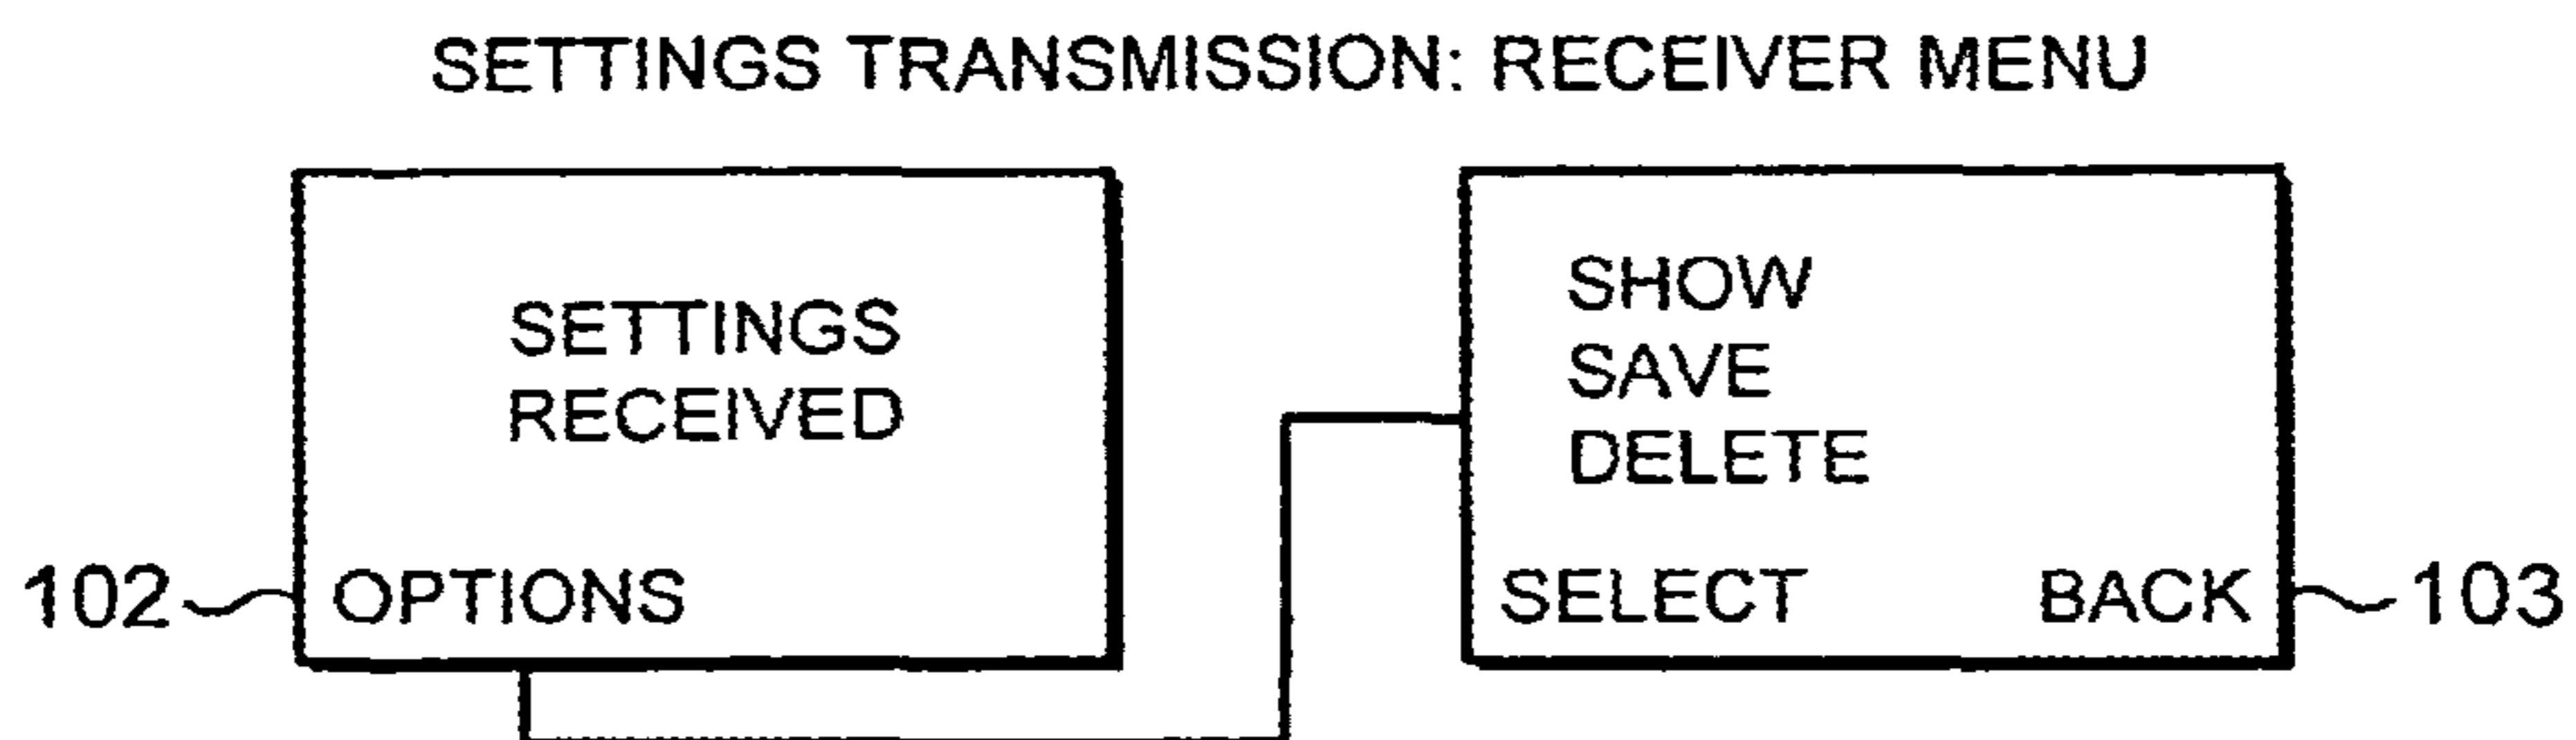 SETTINGS TRANSMISSION: RECEIVER MENU
SETTINGS
RECEIVED
102 OPTIONS
SHOW
SAVE
DELETE
SELECT BACK 103